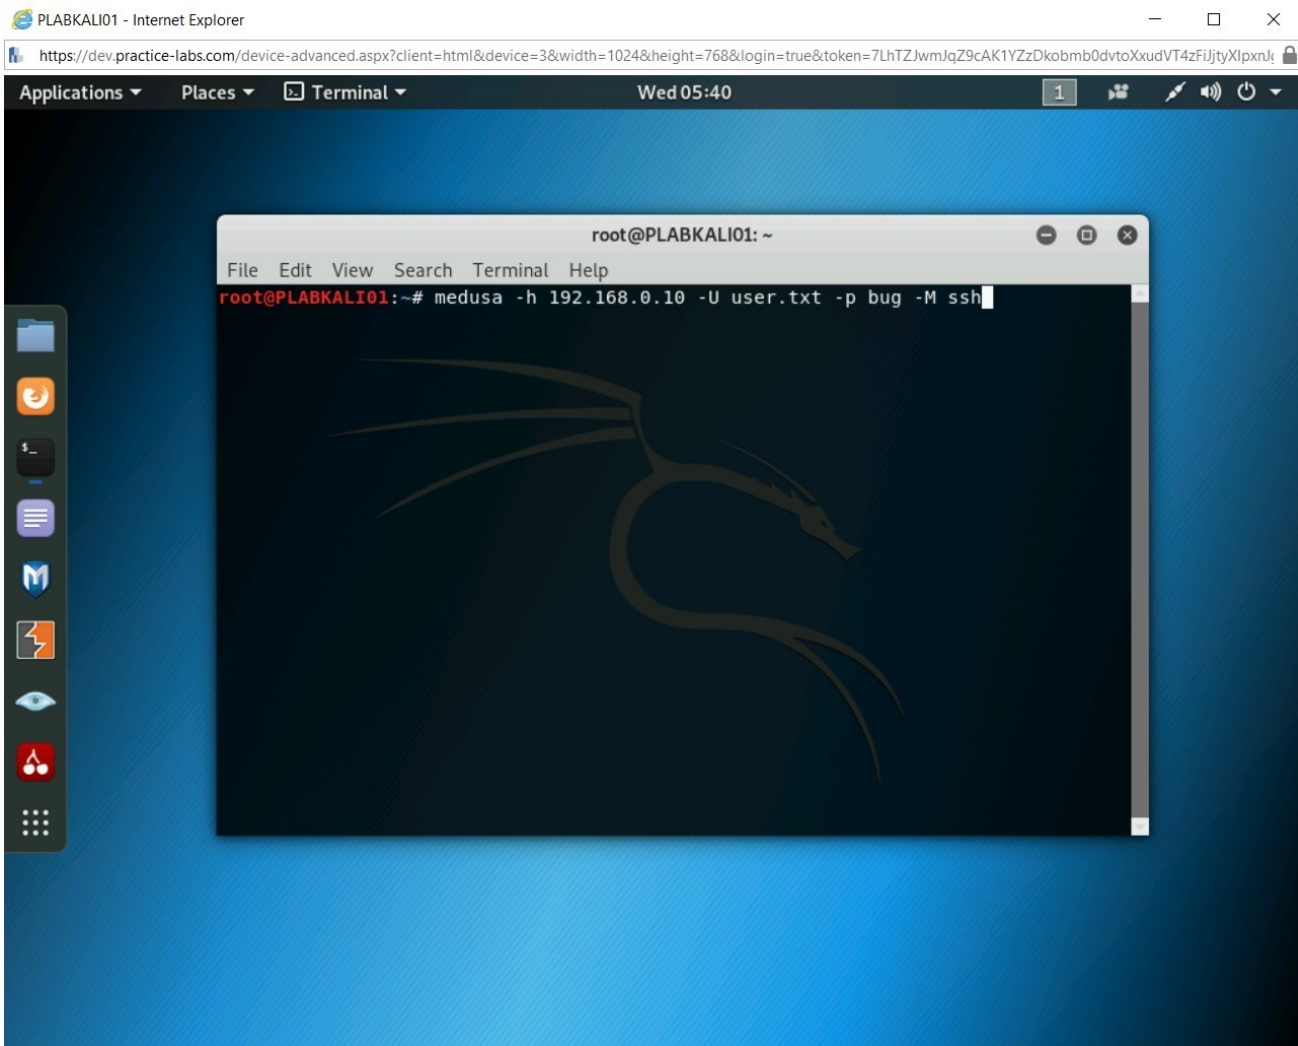 PLABKALI01 - Internet Explorer
https://dev.practice-labs.com/device-advanced.aspx?client=html&device=3&width=1024&height=768&login=true&token=7LhTZJwmJqZ9cAK1YZzDkobmb0dvtoXxudVT4zFiJjtyXIpxnJ
Applications Places Terminal Wed 05:40 1
root@PLABKALI01: ~
File Edit View Search Terminal Help
root@PLABKALI01:~# medusa -h 192.168.0.10 -U user.txt -p bug -M ssh
$_